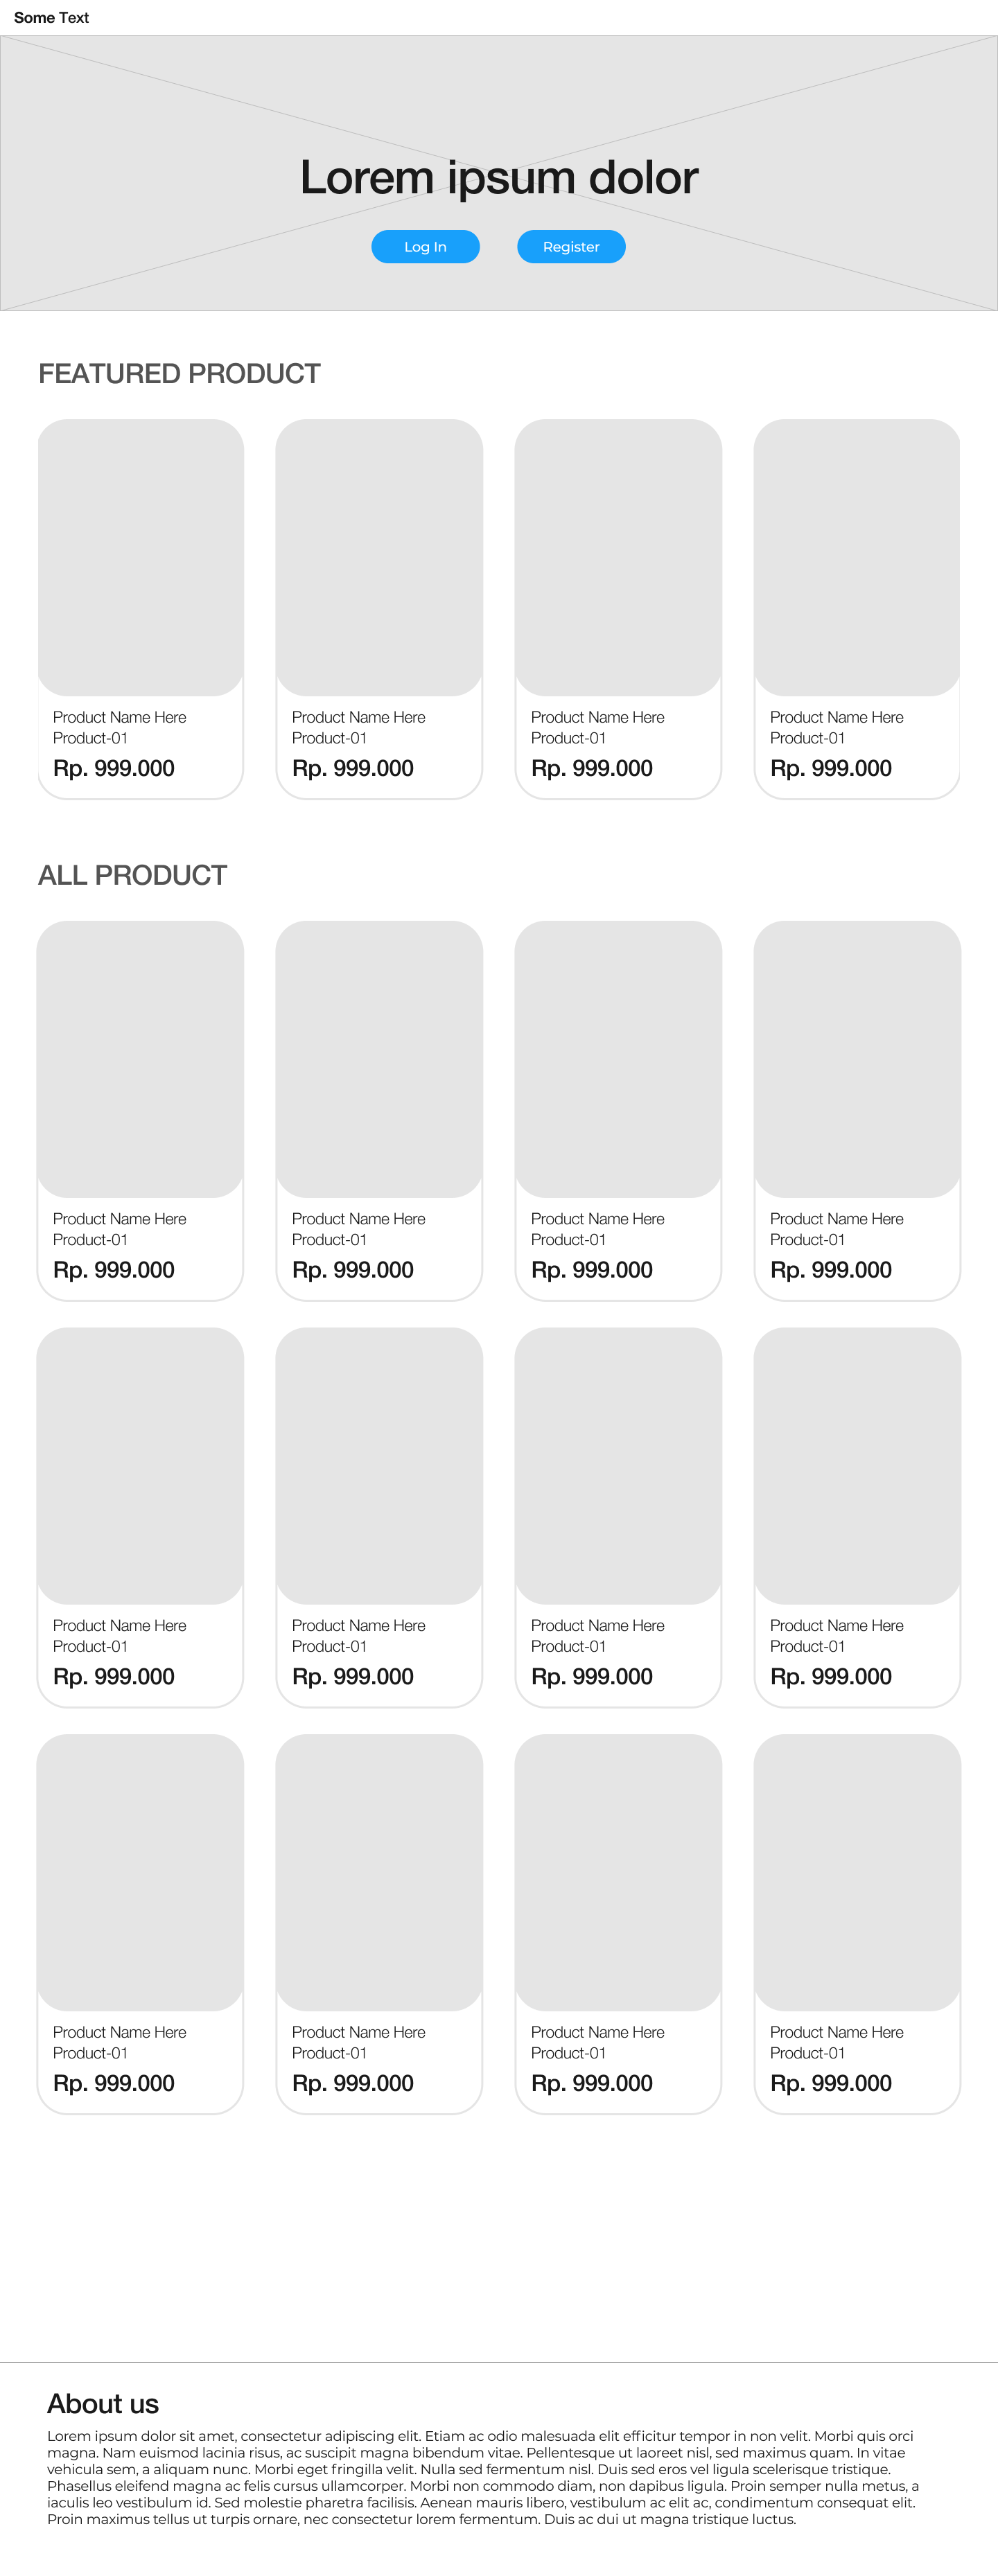 Some Text
Lorem ipsum dolor
Log In
Register
FEATURED PRODUCT
Product Name Here
Product-01
Rp. 999.000
Product Name Here
Product-01
Rp. 999.000
Product Name Here
Product-01
Rp. 999.000
Product Name Here
Product-01
Rp. 999.000
ALL PRODUCT
Product Name Here
Product-01
Rp. 999.000
Product Name Here
Product-01
Rp. 999.000
Product Name Here
Product-01
Rp. 999.000
Product Name Here
Product-01
Rp. 999.000
Product Name Here
Product-01
Rp. 999.000
Product Name Here
Product-01
Rp. 999.000
Product Name Here
Product-01
Rp. 999.000
Product Name Here
Product-01
Rp. 999.000
Product Name Here
Product-01
Rp. 999.000
Product Name Here
Product-01
Rp. 999.000
Product Name Here
Product-01
Rp. 999.000
Product Name Here
Product-01
Rp. 999.000
About us
Lorem ipsum dolor sit amet, consectetur adipiscing elit. Etiam ac odio malesuada elit efficitur tempor in non velit. Morbi quis orci
magna. Nam euismod lacinia risus, ac suscipit magna bibendum vitae. Pellentesque ut laoreet nisl, sed maximus quam. In vitae
vehicula sem, a aliquam nunc. Morbi eget fringilla velit. Nulla sed fermentum nisl. Duis sed eros vel ligula scelerisque tristique.
Phasellus eleifend magna ac felis cursus ullamcorper. Morbi non commodo diam, non dapibus ligula. Proin semper nulla metus, a
iaculis leo vestibulum id. Sed molestie pharetra facilisis. Aenean mauris libero, vestibulum ac elit ac, condimentum consequat elit.
Proin maximus tellus ut turpis ornare, nec consectetur lorem fermentum. Duis ac dui ut magna tristique luctus.